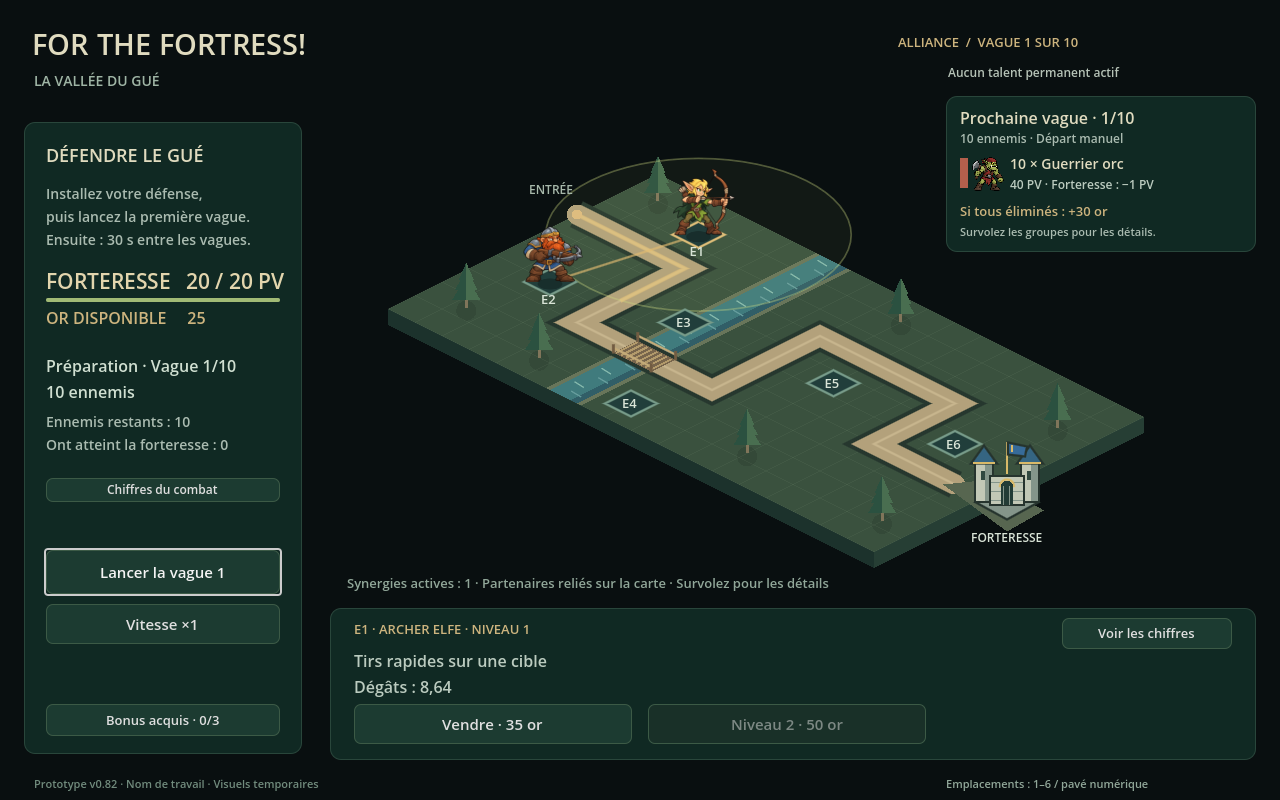 FOR THE FORTRESS!
LA VALLÉE DU GUÉ
ALLIANCE / VAGUE 1 SUR 10
Aucun talent permanent actif
Prochaine vague · 1/10
10 ennemis · Départ manuel
10 × Guerrier orc
40 PV · Forteresse : −1 PV
Si tous éliminés : +30 or
Survolez les groupes pour les détails.
DÉFENDRE LE GUÉ
Installez votre défense,
puis lancez la première vague.
Ensuite : 30 s entre les vagues.
FORTERESSE 20 / 20 PV
OR DISPONIBLE 25
Préparation · Vague 1/10
10 ennemis
Ennemis restants : 10
Ont atteint la forteresse : 0
Chiffres du combat
Lancer la vague 1
Vitesse ×1
Bonus acquis · 0/3
ENTRÉE
E1
E2
E3
E4
E5
E6
FORTERESSE
Synergies actives : 1 · Partenaires reliés sur la carte · Survolez pour les détails
E1 · ARCHER ELFE · NIVEAU 1
Voir les chiffres
Tirs rapides sur une cible
Dégâts : 8,64
Vendre · 35 or
Niveau 2 · 50 or
Prototype v0.82 · Nom de travail · Visuels temporaires
Emplacements : 1–6 / pavé numérique